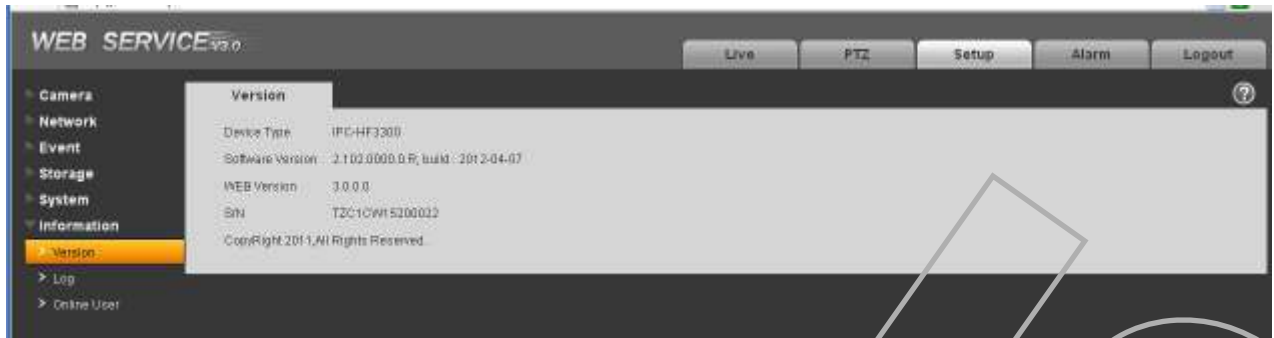 WEB SERVICE V3.0
Live PTZ Setup Alarm Logout
Camera
Network
Event
Storage
System
Information
Version
Log
Online User
Version
Device Type IPC-HF3300
Software Version 2.103.0000.0.R, build : 2012-04-07
WEB Version 3.0.0.0
S/N TZC1CW15200022
CopyRight 2011,All Rights Reserved.